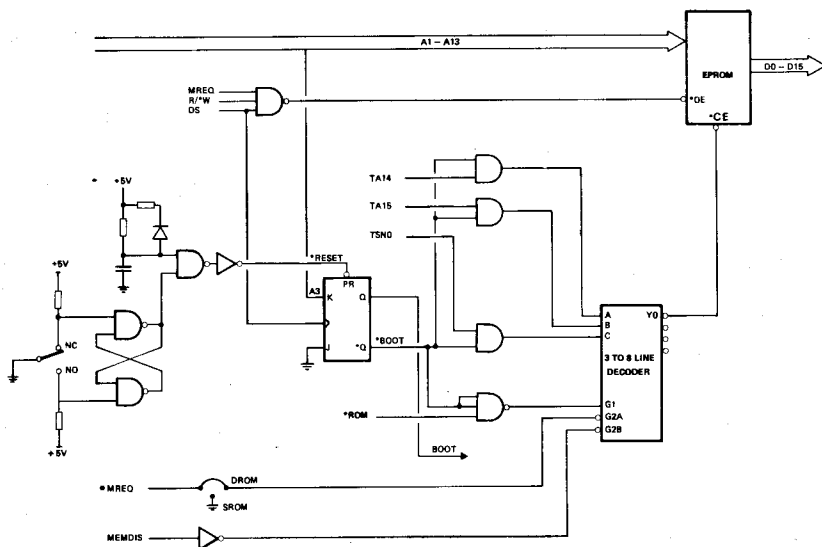 A1 – A13
D0 – D15
EPROM
*OE
*CE
MREQ
R/*W
DS
TA14
TA15
TSN0
+5V
+5V
*RESET
PR
A3
K
Q
J
*Q
*BOOT
NC
NO
+5V
*ROM
BOOT
A
B
C
Y0
3 TO 8 LINE
DECODER
G1
G2A
G2B
*MREQ
DROM
SROM
MEMDIS